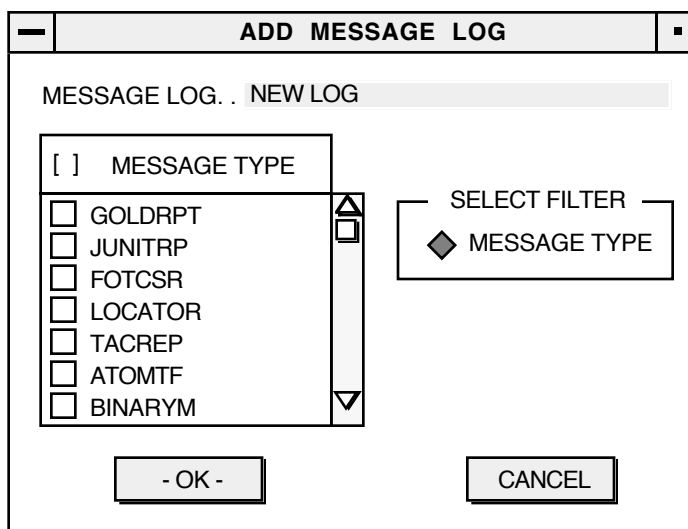 ADD MESSAGE LOG
MESSAGE LOG. . NEW LOG
[ ] MESSAGE TYPE
GOLDRPT
JUNITRP
FOTCSR
LOCATOR
TACREP
ATOMTF
BINARYM
SELECT FILTER
MESSAGE TYPE
- OK -
CANCEL